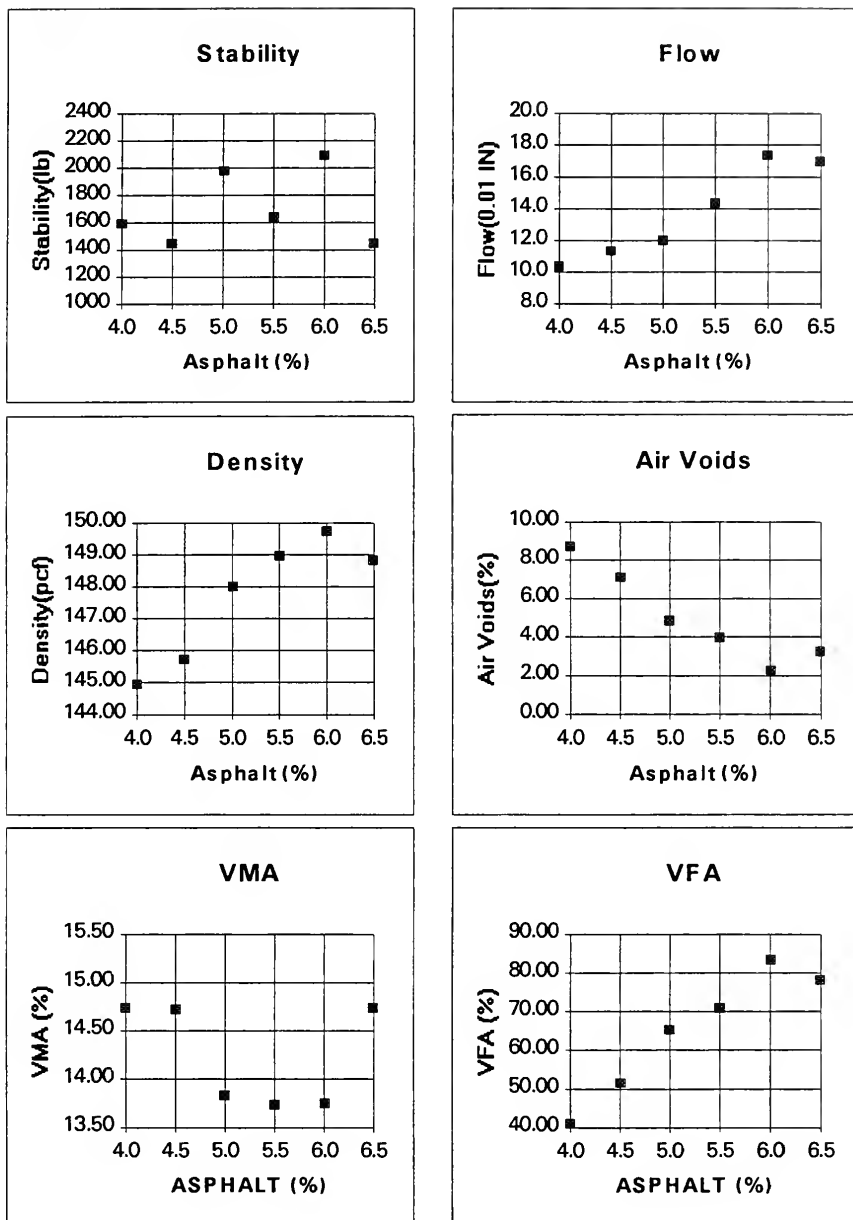 Stability
2400
2200
2000
1800
1600
1400
1200
1000
Stability(lb)
4.0 4.5 5.0 5.5 6.0 6.5
Asphalt (%)
Flow
20.0
18.0
16.0
14.0
12.0
10.0
8.0
Flow(0.01 IN)
4.0 4.5 5.0 5.5 6.0 6.5
Asphalt (%)
Density
150.00
149.00
148.00
147.00
146.00
145.00
144.00
Density(pcf)
4.0 4.5 5.0 5.5 6.0 6.5
Asphalt (%)
Air Voids
10.00
8.00
6.00
4.00
2.00
0.00
Air Voids(%)
4.0 4.5 5.0 5.5 6.0 6.5
Asphalt (%)
VMA
15.50
15.00
14.50
14.00
13.50
VMA (%)
4.0 4.5 5.0 5.5 6.0 6.5
ASPHALT (%)
VFA
90.00
80.00
70.00
60.00
50.00
40.00
VFA (%)
4.0 4.5 5.0 5.5 6.0 6.5
ASPHALT (%)